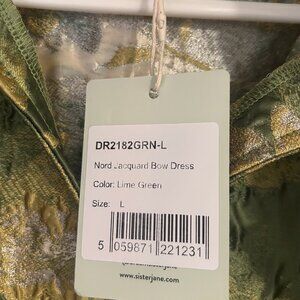 DR2182GRN-L
Nord Jacquard Bow Dress
Color: Lime Green
Size: L
5 059871 221231
www.sisterjane.com